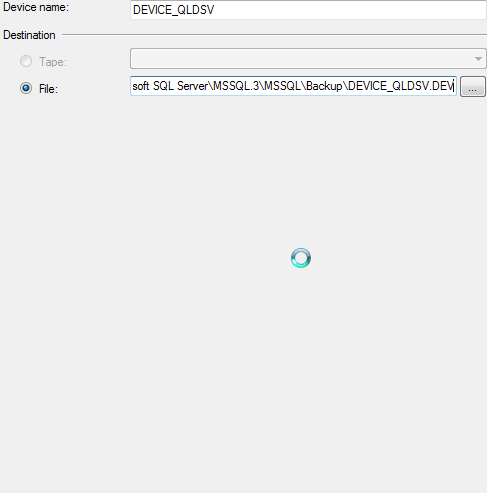 Device name: DEVICE_QLDSV
Destination
Tape:
File: soft SQL Server\MSSQL.3\MSSQL\Backup\DEVICE_QLDSV.DEV ...